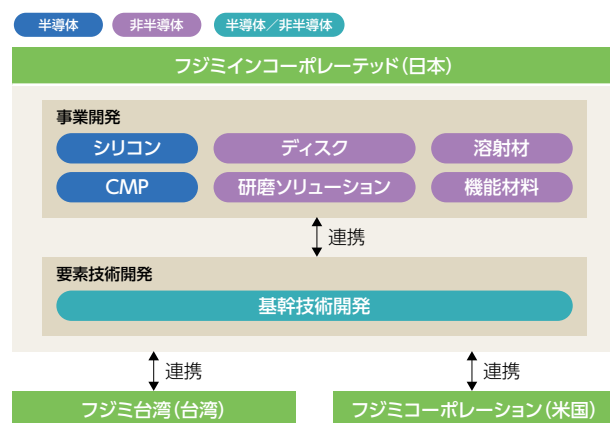 半導体 非半導体 半導体／非半導体
フジミインコーポレーテッド（日本）
事業開発
シリコン ディスク 溶射材
CMP 研磨ソリューション 機能材料
連携
要素技術開発
基幹技術開発
連携 連携
フジミ台湾（台湾） フジミコーポレーション（米国）